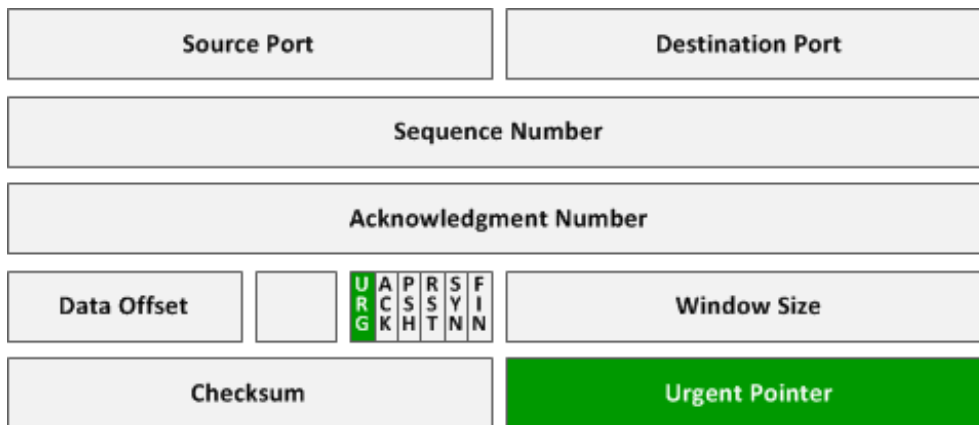 Source Port Destination Port
Sequence Number
Acknowledgment Number
Data Offset URG ACK PSH RST SYN FIN Window Size
Checksum Urgent Pointer